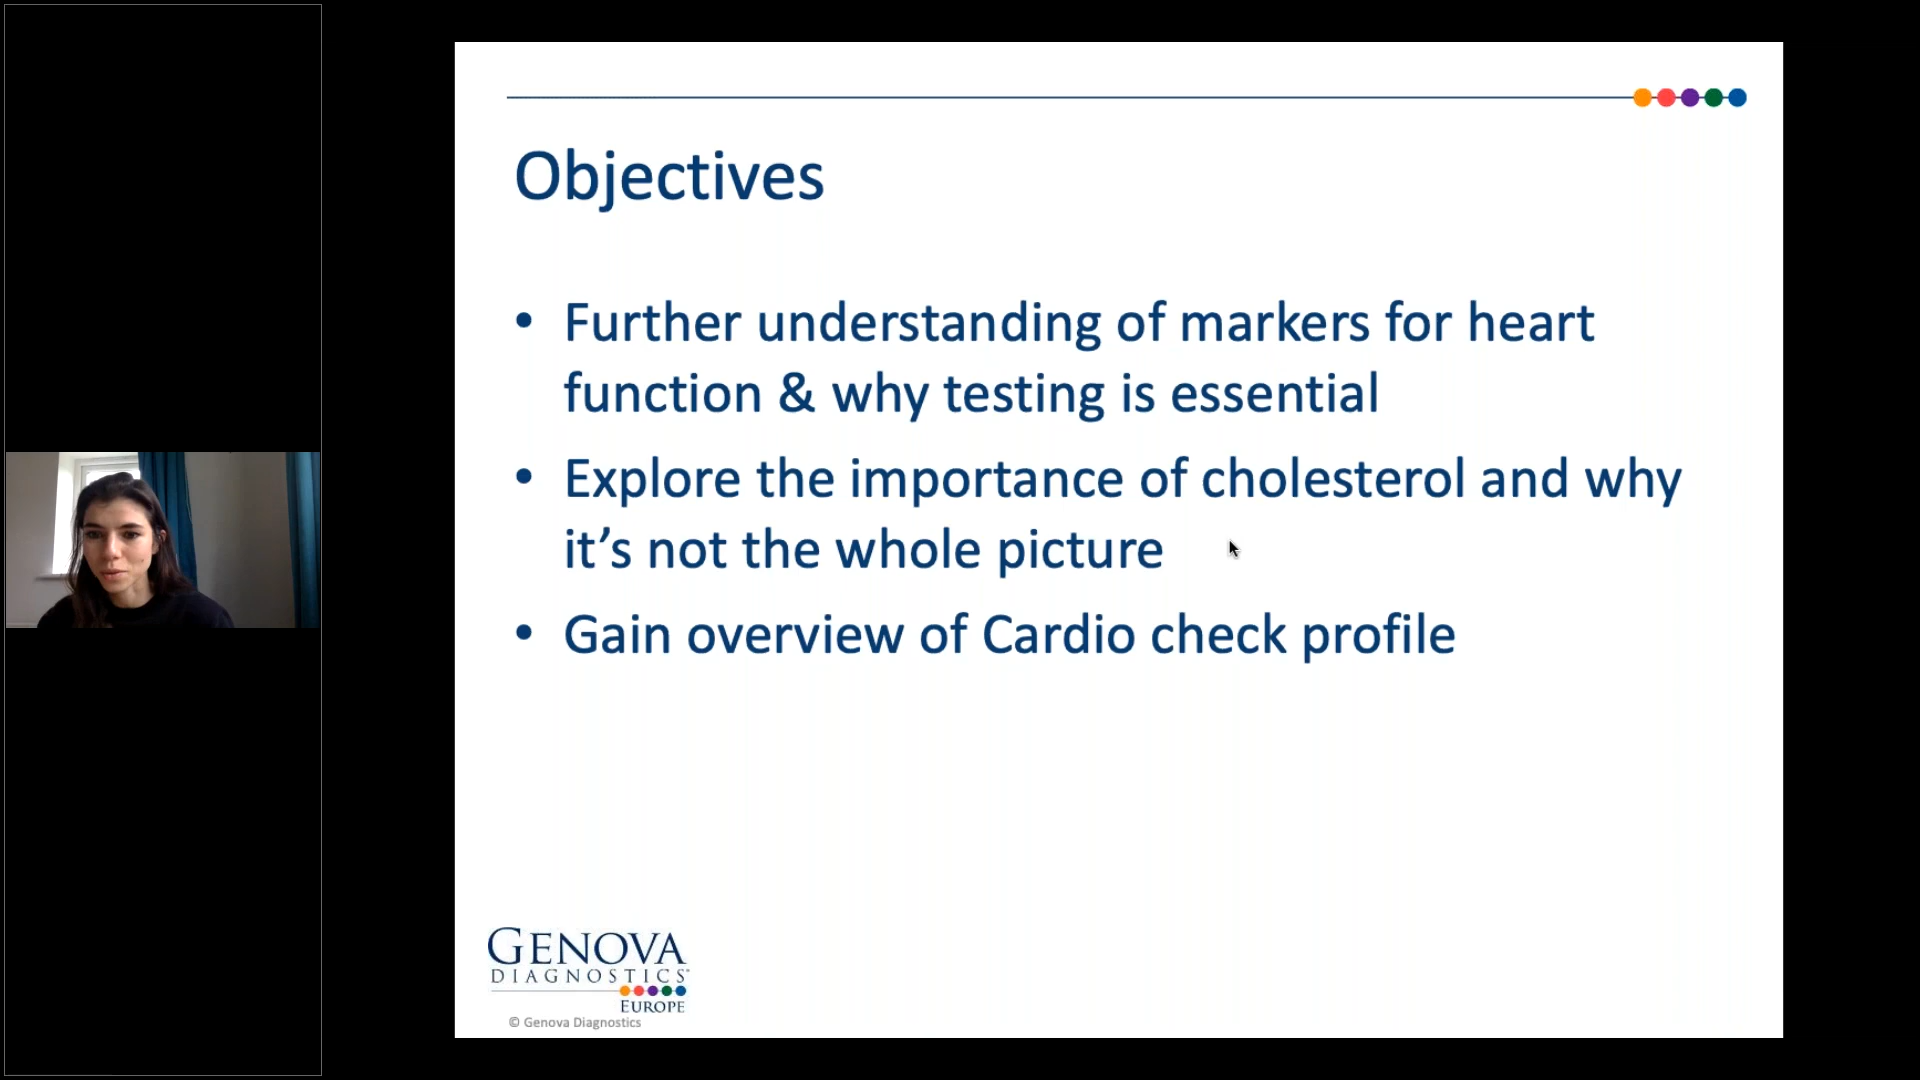 Objectives
• Further understanding of markers for heart
function & why testing is essential
• Explore the importance of cholesterol and why
it’s not the whole picture
• Gain overview of Cardio check profile
GENOVA
DIAGNOSTICS
EUROPE
© Genova Diagnostics